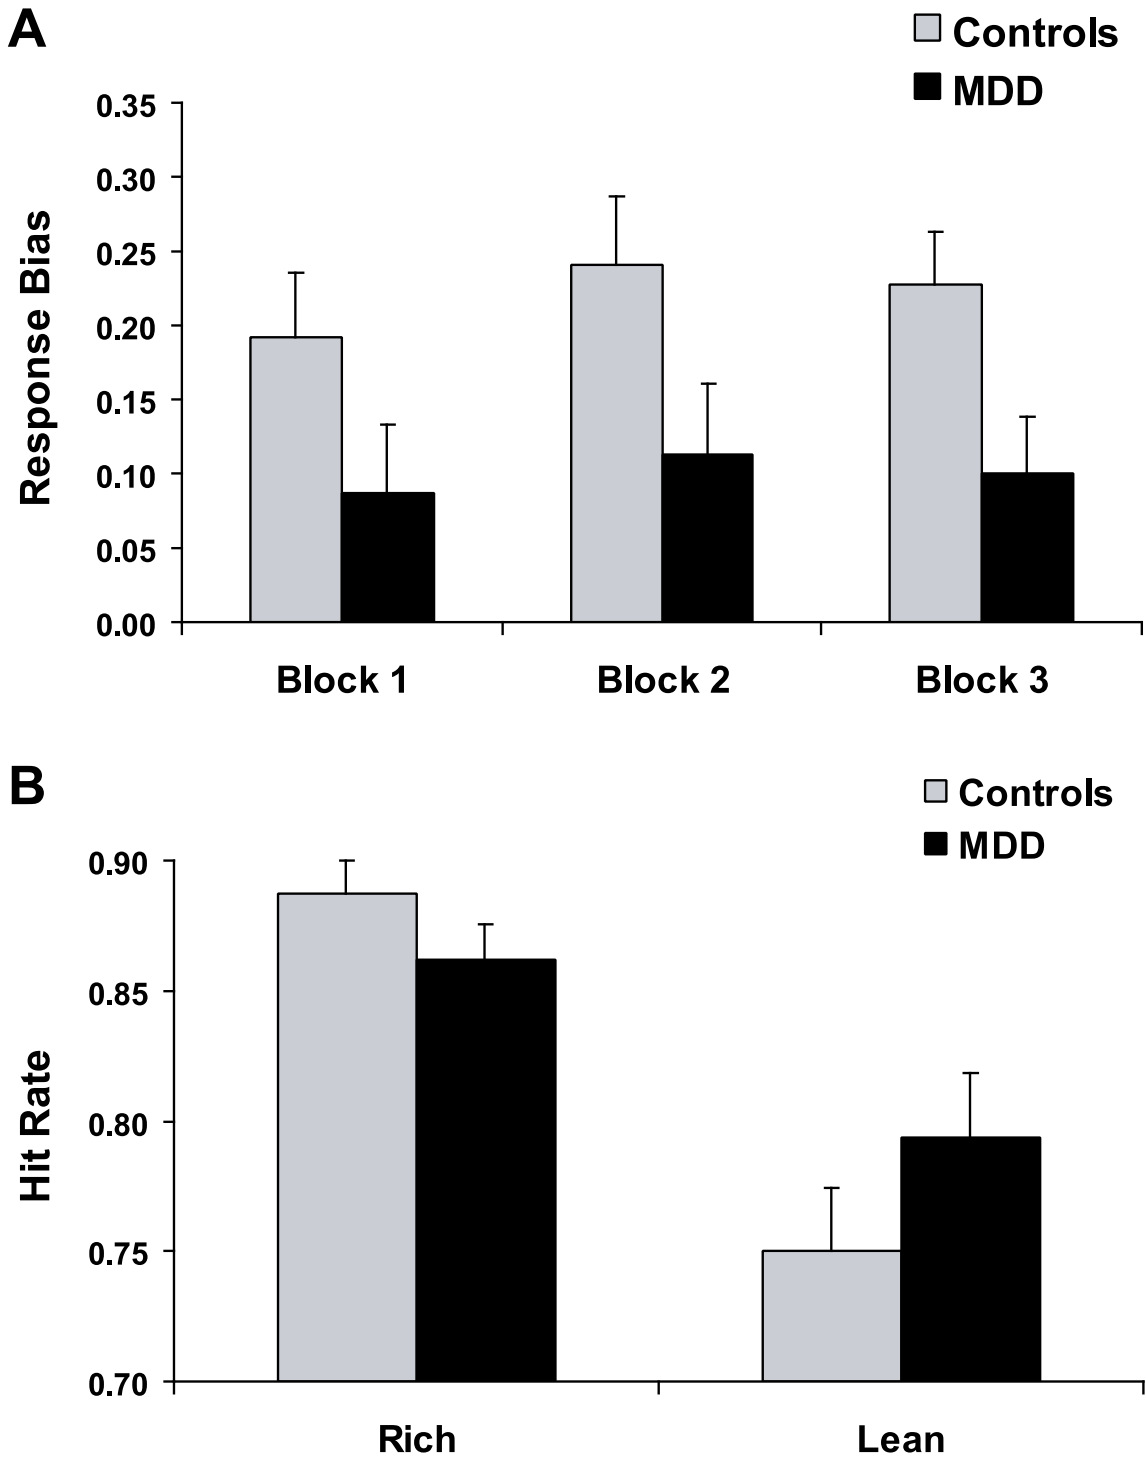 A
Controls
MDD
0.35
0.30
0.25
0.20
0.15
0.10
0.05
0.00
Response Bias
Block 1
Block 2
Block 3
B
Controls
MDD
0.90
0.85
0.80
0.75
0.70
Hit Rate
Rich
Lean